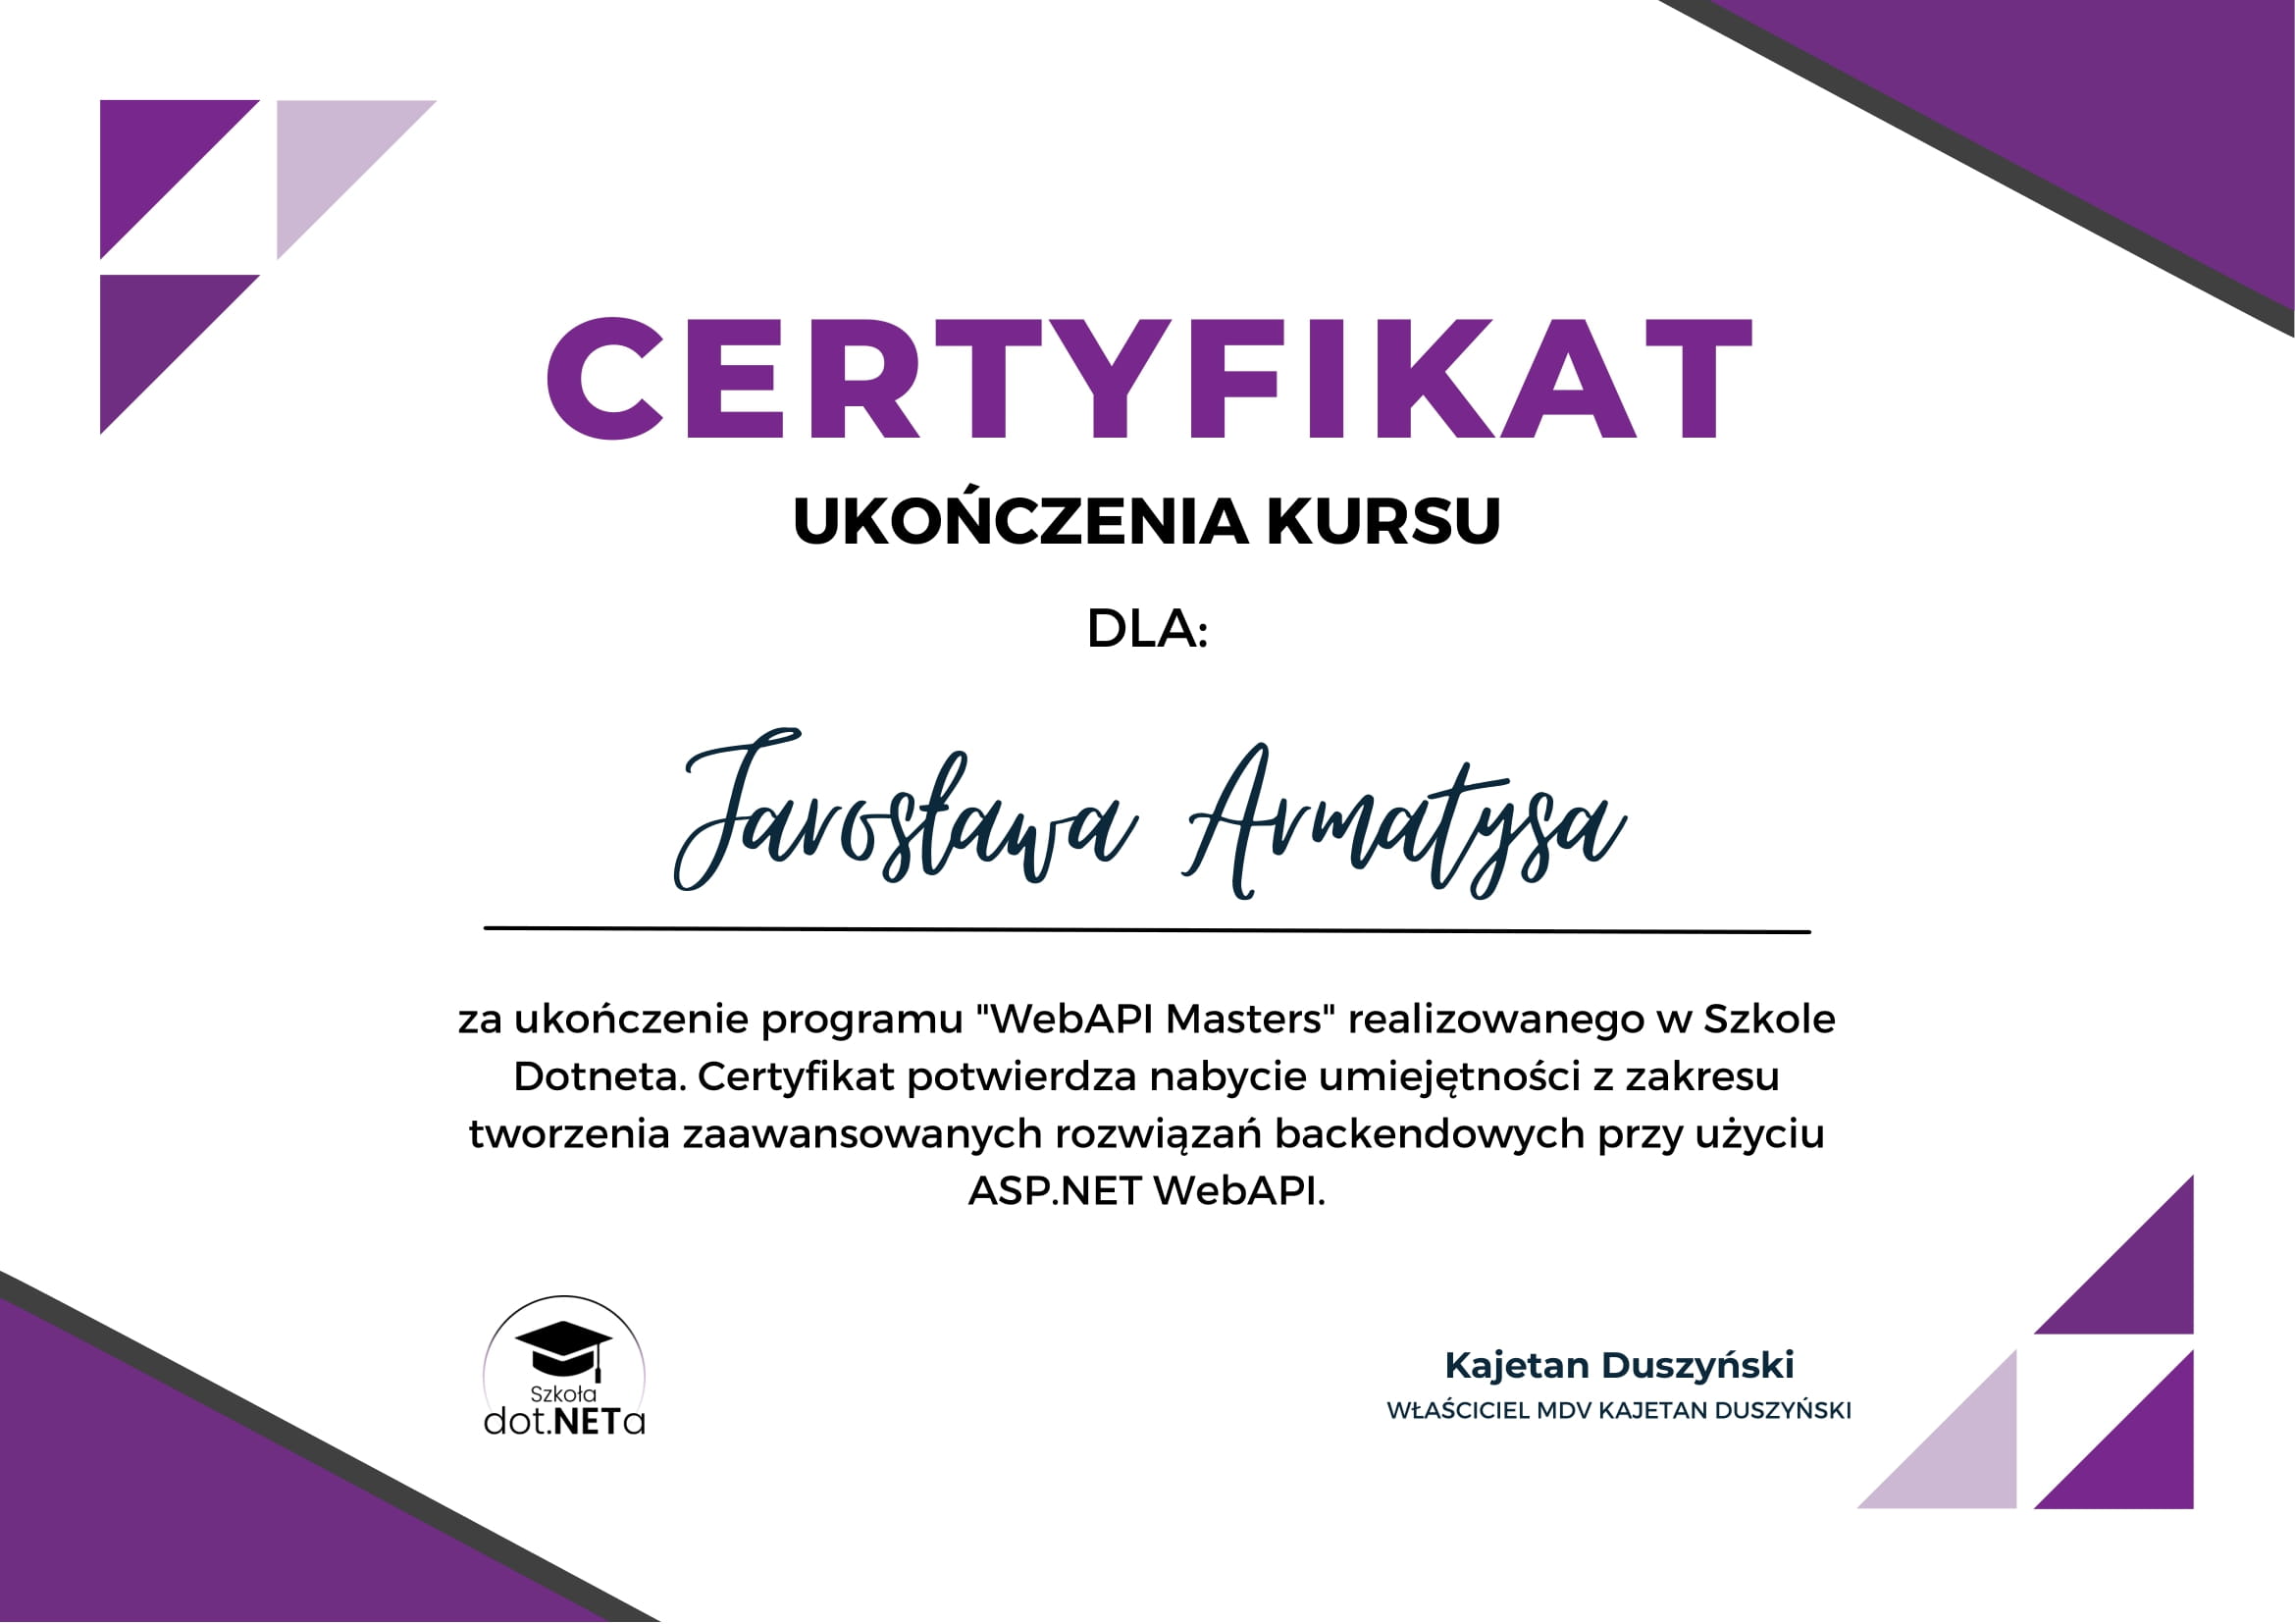 CERTYFIKAT
UKOŃCZENIA KURSU
DLA:
Jarosława Armatysa
za ukończenie programu "WebAPI Masters" realizowanego w Szkole
Dotneta. Certyfikat potwierdza nabycie umiejętności z zakresu
tworzenia zaawansowanych rozwiązań backendowych przy użyciu
ASP.NET WebAPI.
Szkoła
dot.NETa
Kajetan Duszyński
WŁAŚCICIEL MDV KAJETAN DUSZYŃSKI